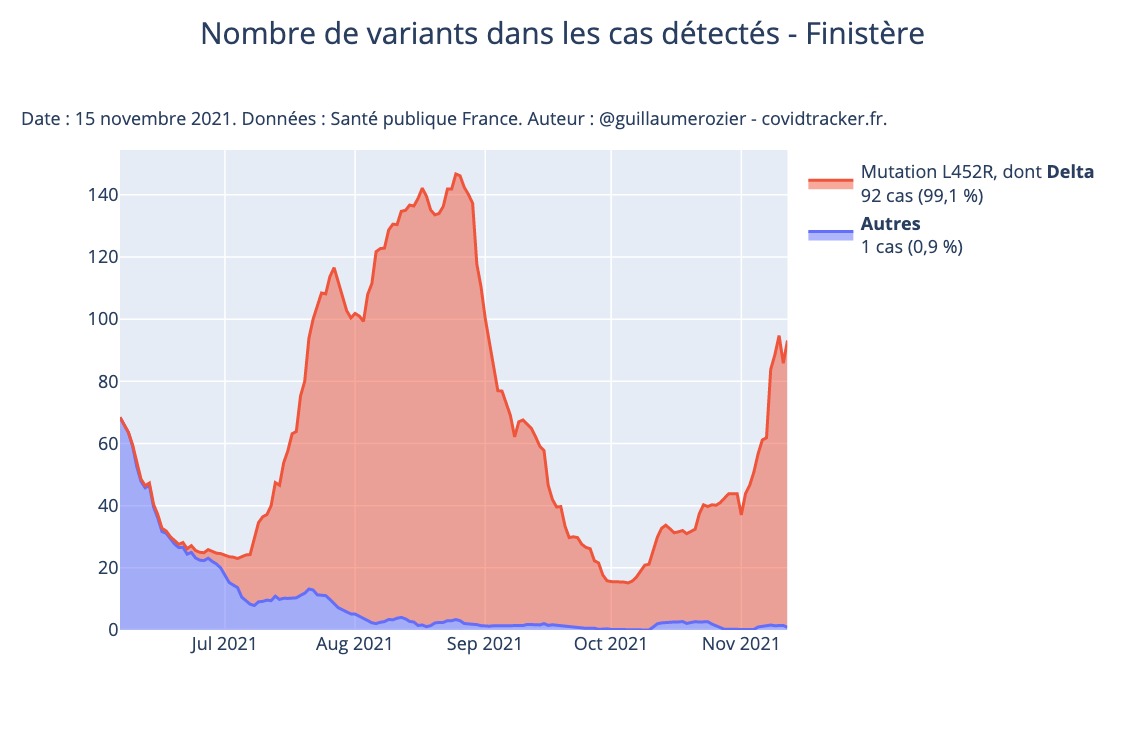 Nombre de variants dans les cas détectés - Finistère
Date : 15 novembre 2021. Données : Santé publique France. Auteur : @guillaumerozier - covidtracker.fr.
Mutation L452R, dont Delta
92 cas (99,1 %)
Autres
1 cas (0,9 %)
140
120
100
80
60
40
20
0
Jul 2021
Aug 2021
Sep 2021
Oct 2021
Nov 2021